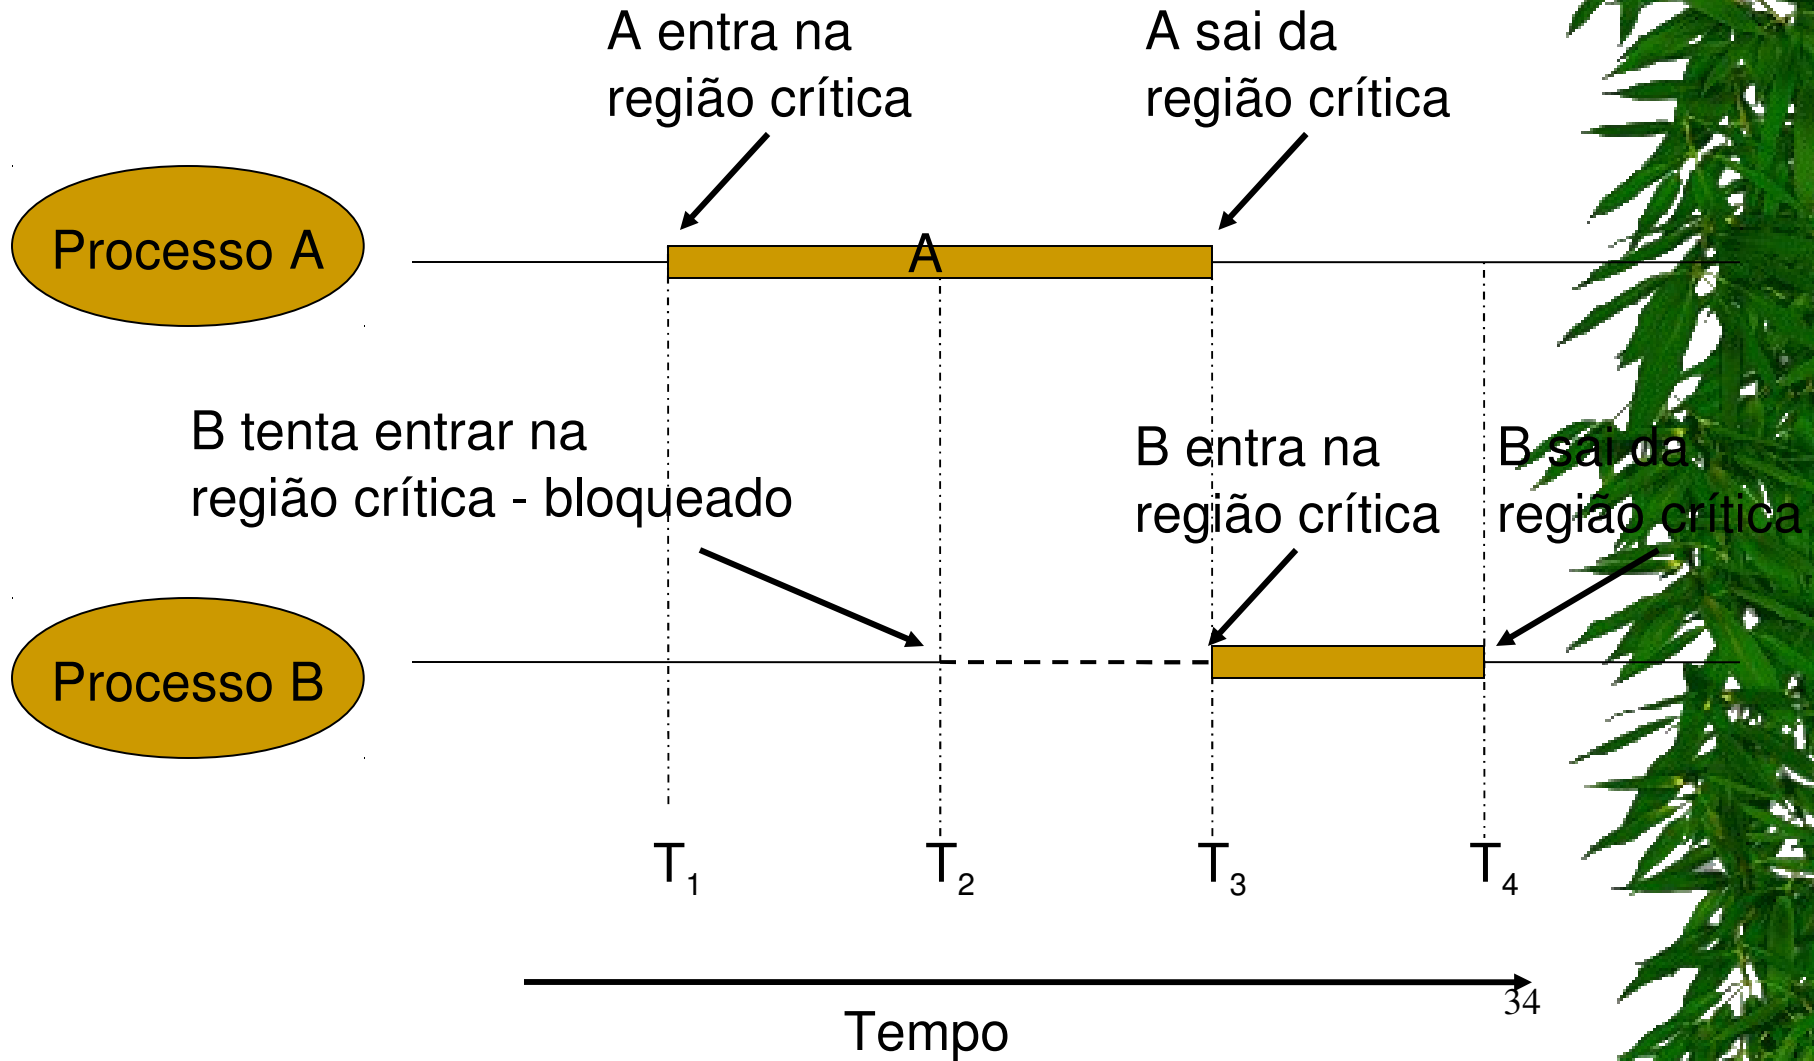 A entra na
região crítica
A sai da
região crítica
Processo A
A
B tenta entrar na
região crítica - bloqueado
B entra na
região crítica
B sai da
região crítica
Processo B
T1
T2
T3
T4
34
Tempo